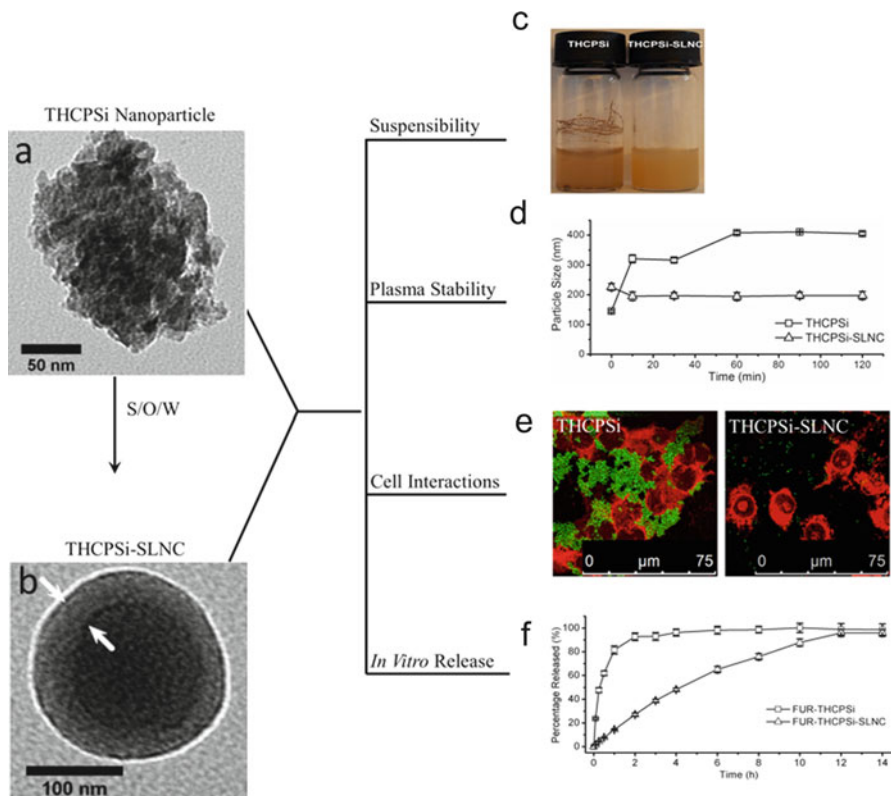 THCPSi Nanoparticle
a
50 nm
S/O/W
THCPSi-SLNC
b
100 nm
Suspensibility
Plasma Stability
Cell Interactions
In Vitro Release
c
THCPSi THCPSi-SLNC
d
Particle Size (nm)
500
400
300
200
100
0 20 40 60 80 100 120
Time (min)
THCPSi
THCPSi-SLNC
e
THCPSi
0 µm 75
THCPSi-SLNC
0 µm 75
f
Percentage Released (%)
100
80
60
40
20
0
0 2 4 6 8 10 12 14
Time (h)
FUR-THCPSi
FUR-THCPSi-SLNC